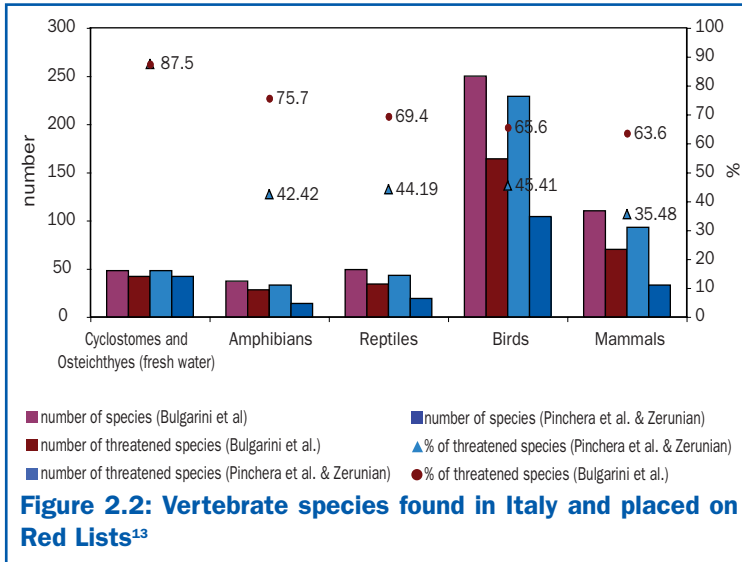 300
250
200
150
100
50
0
number
100
90
80
70
60
50
40
30
20
10
0
%
87.5
75.7
69.4
65.6
63.6
42.42
44.19
45.41
35.48
Cyclostomes and
Osteichthyes (fresh water)
Amphibians
Reptiles
Birds
Mammals
number of species (Bulgarini et al)
number of threatened species (Bulgarini et al.)
number of threatened species (Pinchera et al. & Zerunian)
number of species (Pinchera et al. & Zerunian)
% of threatened species (Pinchera et al. & Zerunian)
% of threatened species (Bulgarini et al.)
Figure 2.2: Vertebrate species found in Italy and placed on
Red Lists¹³